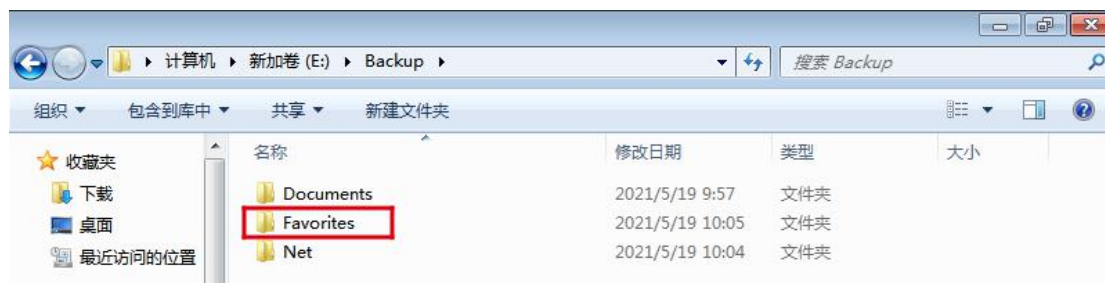 计算机 新加卷 (E:) Backup
搜索 Backup
组织 包含到库中 共享 新建文件夹
名称 修改日期 类型 大小
收藏夹
下载
桌面
最近访问的位置
Documents 2021/5/19 9:57 文件夹
Favorites 2021/5/19 10:05 文件夹
Net 2021/5/19 10:04 文件夹